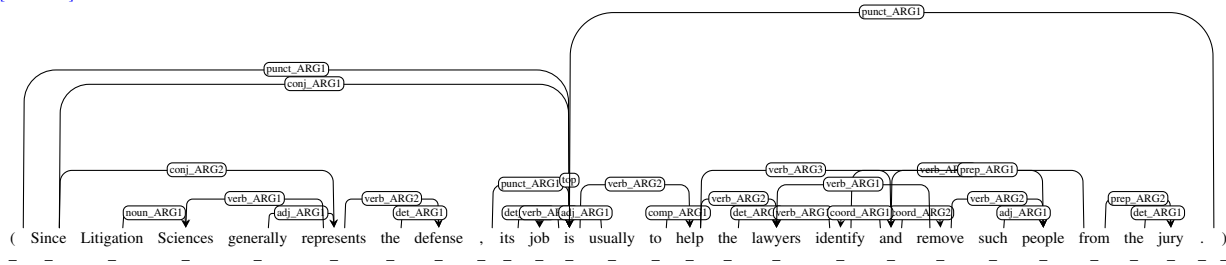 punct_ARG1
punct_ARG1
conj_ARG1
conj_ARG2 verb_ARG3 prep_ARG1
punct_ARG1 top verb_ARG2 verb_ARG1
verb_ARG1 verb_ARG2 verb_ARG2 verb_ARG2 prep_ARG2
noun_ARG1 adj_ARG1 det_ARG1 adj_ARG1 comp_ARG1 coord_ARG1 coord_ARG2 adj_ARG1 det_ARG1
( Since Litigation Sciences generally represents the defense , its job is usually to help the lawyers identify and remove such people from the jury . )